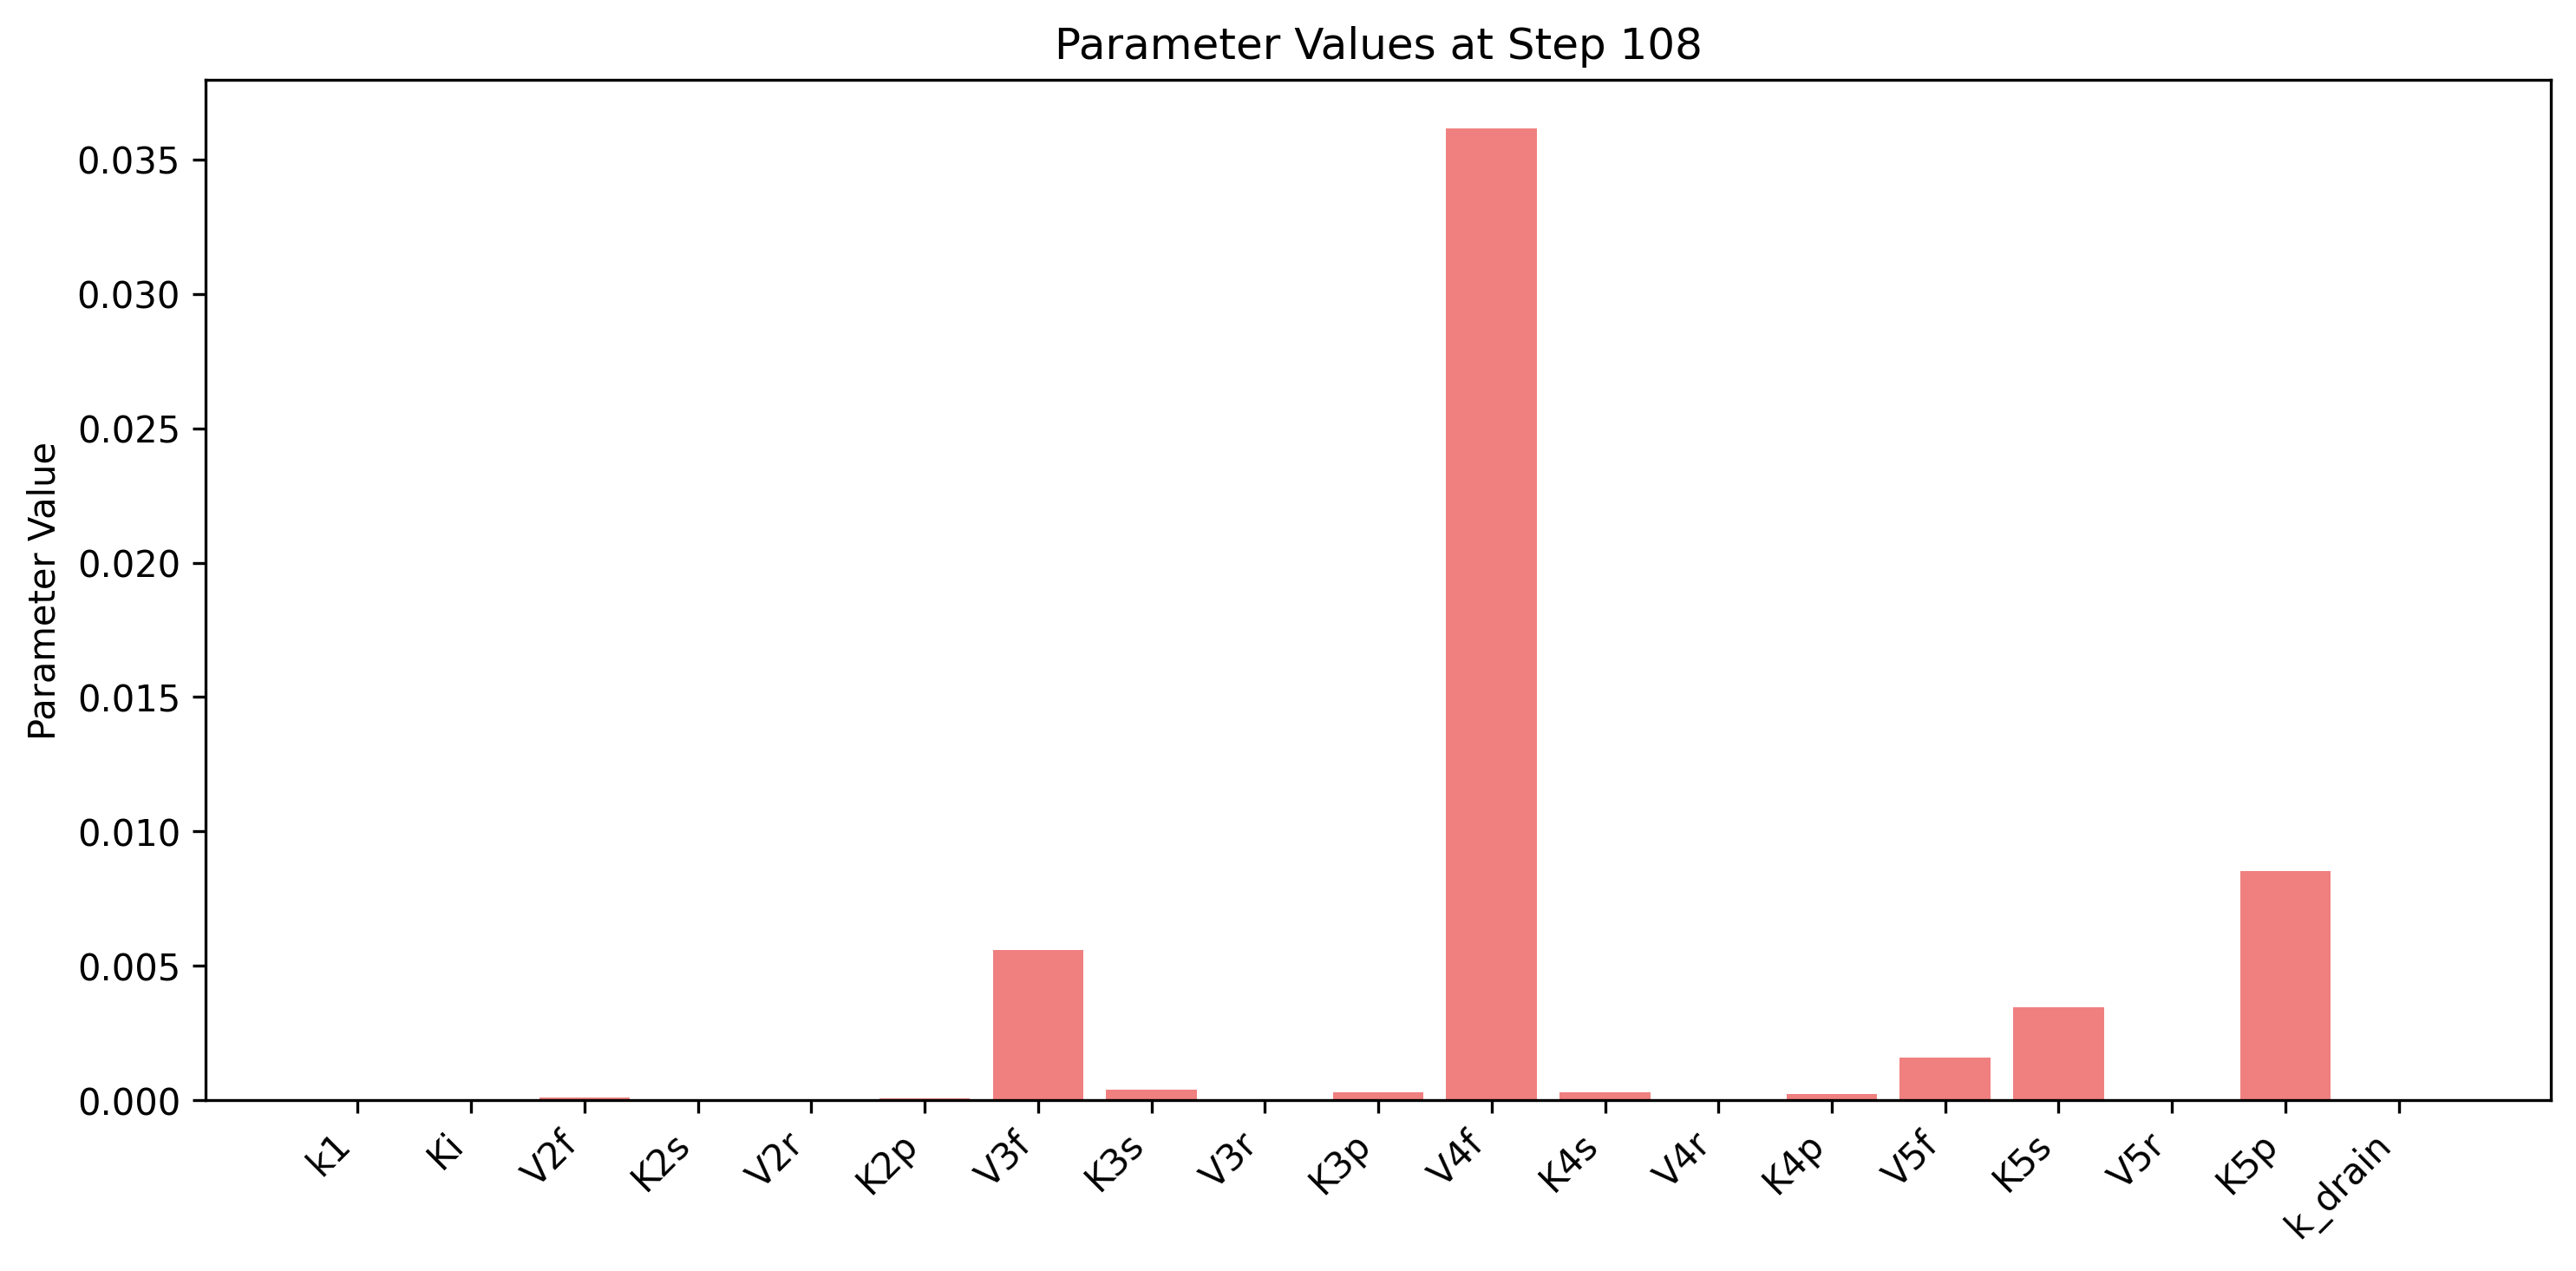 Parameter Values at Step 108
Parameter Value
0.035
0.030
0.025
0.020
0.015
0.010
0.005
0.000
k1
Ki
V2f
K2s
V2r
K2p
V3f
K3s
V3r
K3p
V4f
K4s
V4r
K4p
V5f
K5s
V5r
K5p
k_drain